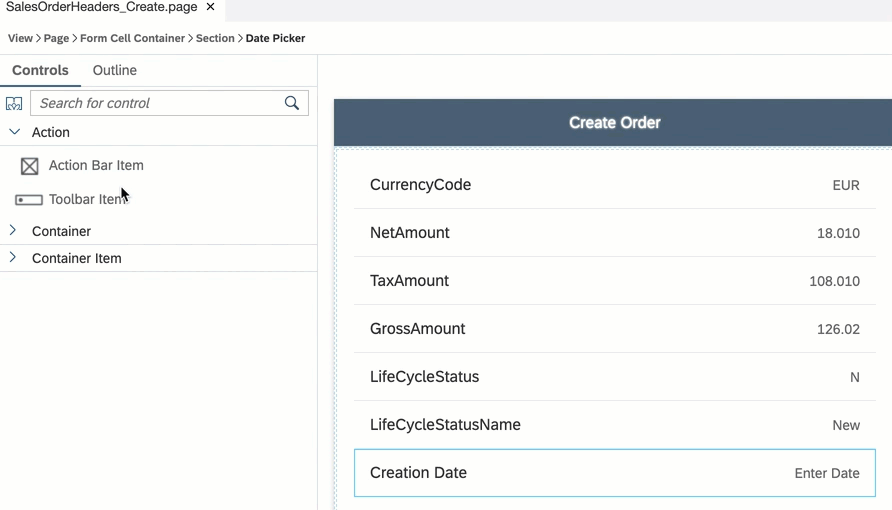 SalesOrderHeaders_Create.page ×
View > Page > Form Cell Container > Section > Date Picker
Controls Outline
Search for control
Action
Action Bar Item
Toolbar Item
Container
Container Item
Create Order
CurrencyCode EUR
NetAmount 18.010
TaxAmount 108.010
GrossAmount 126.02
LifeCycleStatus N
LifeCycleStatusName New
Creation Date Enter Date